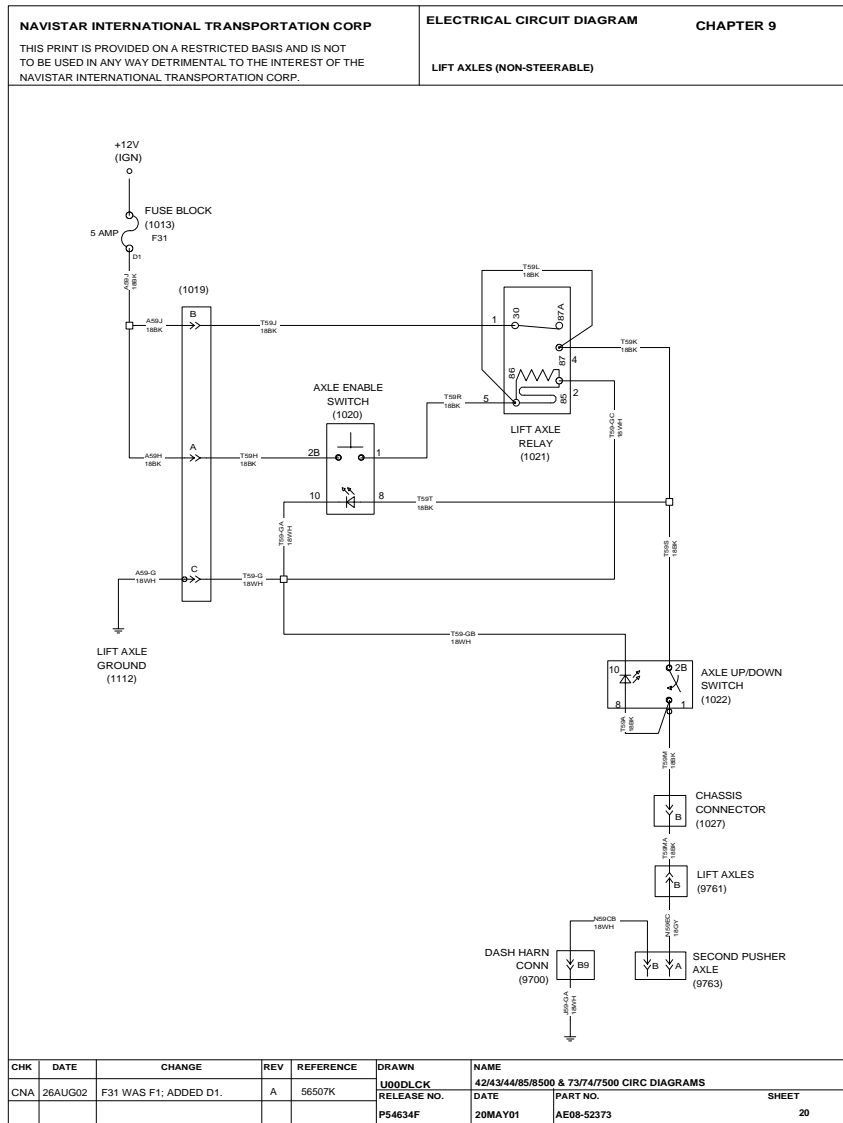 NAVISTAR INTERNATIONAL TRANSPORTATION CORP
THIS PRINT IS PROVIDED ON A RESTRICTED BASIS AND IS NOT
TO BE USED IN ANY WAY DETRIMENTAL TO THE INTEREST OF THE
NAVISTAR INTERNATIONAL TRANSPORTATION CORP.
ELECTRICAL CIRCUIT DIAGRAM
CHAPTER 9
LIFT AXLES (NON-STEERABLE)
+12V
(IGN)
FUSE BLOCK
(1013)
5 AMP
F31
D1
A59J
18BK
(1019)
B
A59J
18BK
T59J
18BK
T59L
18BK
1
30
87A
87
4
86
85
2
5
T59K
18BK
LIFT AXLE
RELAY
(1021)
AXLE ENABLE
SWITCH
(1020)
T59R
18BK
T59-GC
18WH
A
A59H
18BK
T59H
18BK
2B
1
10
8
T59T
18BK
T59-GA
18WH
T59S
18BK
C
A59-G
18WH
T59-G
18WH
LIFT AXLE
GROUND
(1112)
T59-GB
18WH
10
2B
8
1
AXLE UP/DOWN
SWITCH
(1022)
T59A
18BK
T59M
18BK
CHASSIS
CONNECTOR
(1027)
B
T59MA
18BK
LIFT AXLES
(9761)
B
N59EC
18GY
N59CB
18WH
DASH HARN
CONN
(9700)
B9
B
A
SECOND PUSHER
AXLE
(9763)
J59-GA
18WH
CHK DATE CHANGE REV REFERENCE
CNA 26AUG02 F31 WAS F1; ADDED D1. A 56507K
DRAWN
U00DLCK
NAME
42/43/44/85/8500 & 73/74/7500 CIRC DIAGRAMS
RELEASE NO.
P54634F
DATE
20MAY01
PART NO.
AE08-52373
SHEET
20